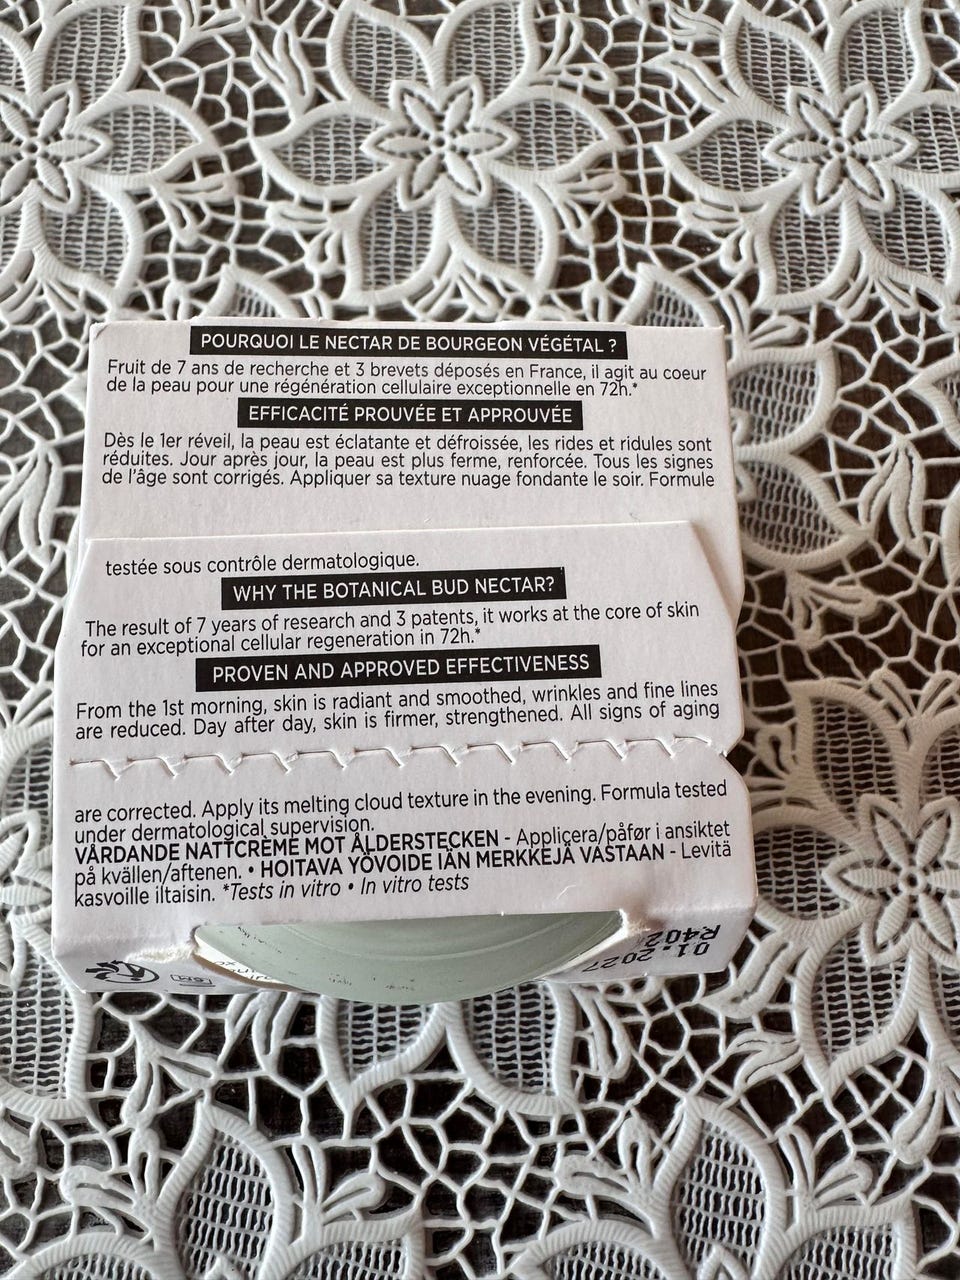 POURQUOI LE NECTAR DE BOURGEON VÉGÉTAL ?
Fruit de 7 ans de recherche et 3 brevets déposés en France, il agit au coeur
de la peau pour une régénération cellulaire exceptionnelle en 72h.*
EFFICACITÉ PROUVÉE ET APPROUVÉE
Dès le 1er réveil, la peau est éclatante et défroissée, les rides et ridules sont
réduites. Jour après jour, la peau est plus ferme, renforcée. Tous les signes
de l'âge sont corrigés. Appliquer sa texture nuage fondante le soir. Formule
testée sous contrôle dermatologique.
WHY THE BOTANICAL BUD NECTAR?
The result of 7 years of research and 3 patents, it works at the core of skin
for an exceptional cellular regeneration in 72h.*
PROVEN AND APPROVED EFFECTIVENESS
From the 1st morning, skin is radiant and smoothed, wrinkles and fine lines
are reduced. Day after day, skin is firmer, strengthened. All signs of aging
are corrected. Apply its melting cloud texture in the evening. Formula tested
under dermatological supervision.
VÅRDANDE NATTCRÈME MOT ÅLDERSTECKEN - Applicera/påfør i ansiktet
på kvällen/aftenen. • HOITAVA YÖVOIDE IÄN MERKKEJÄ VASTAAN - Levitä
kasvoille iltaisin. *Tests in vitro • In vitro tests
01.2027